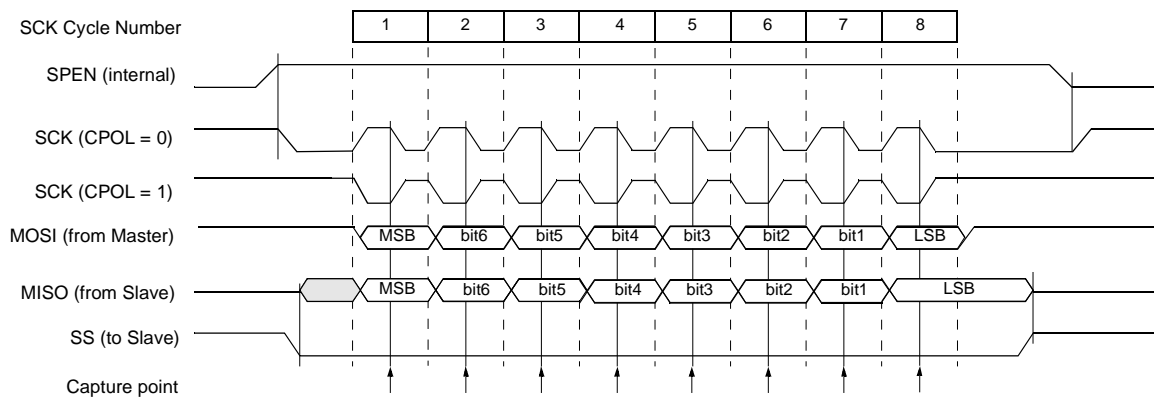 SCK Cycle Number 1 2 3 4 5 6 7 8
SPEN (internal)
SCK (CPOL = 0)
SCK (CPOL = 1)
MOSI (from Master) MSB bit6 bit5 bit4 bit3 bit2 bit1 LSB
MISO (from Slave) MSB bit6 bit5 bit4 bit3 bit2 bit1 LSB
SS (to Slave)
Capture point